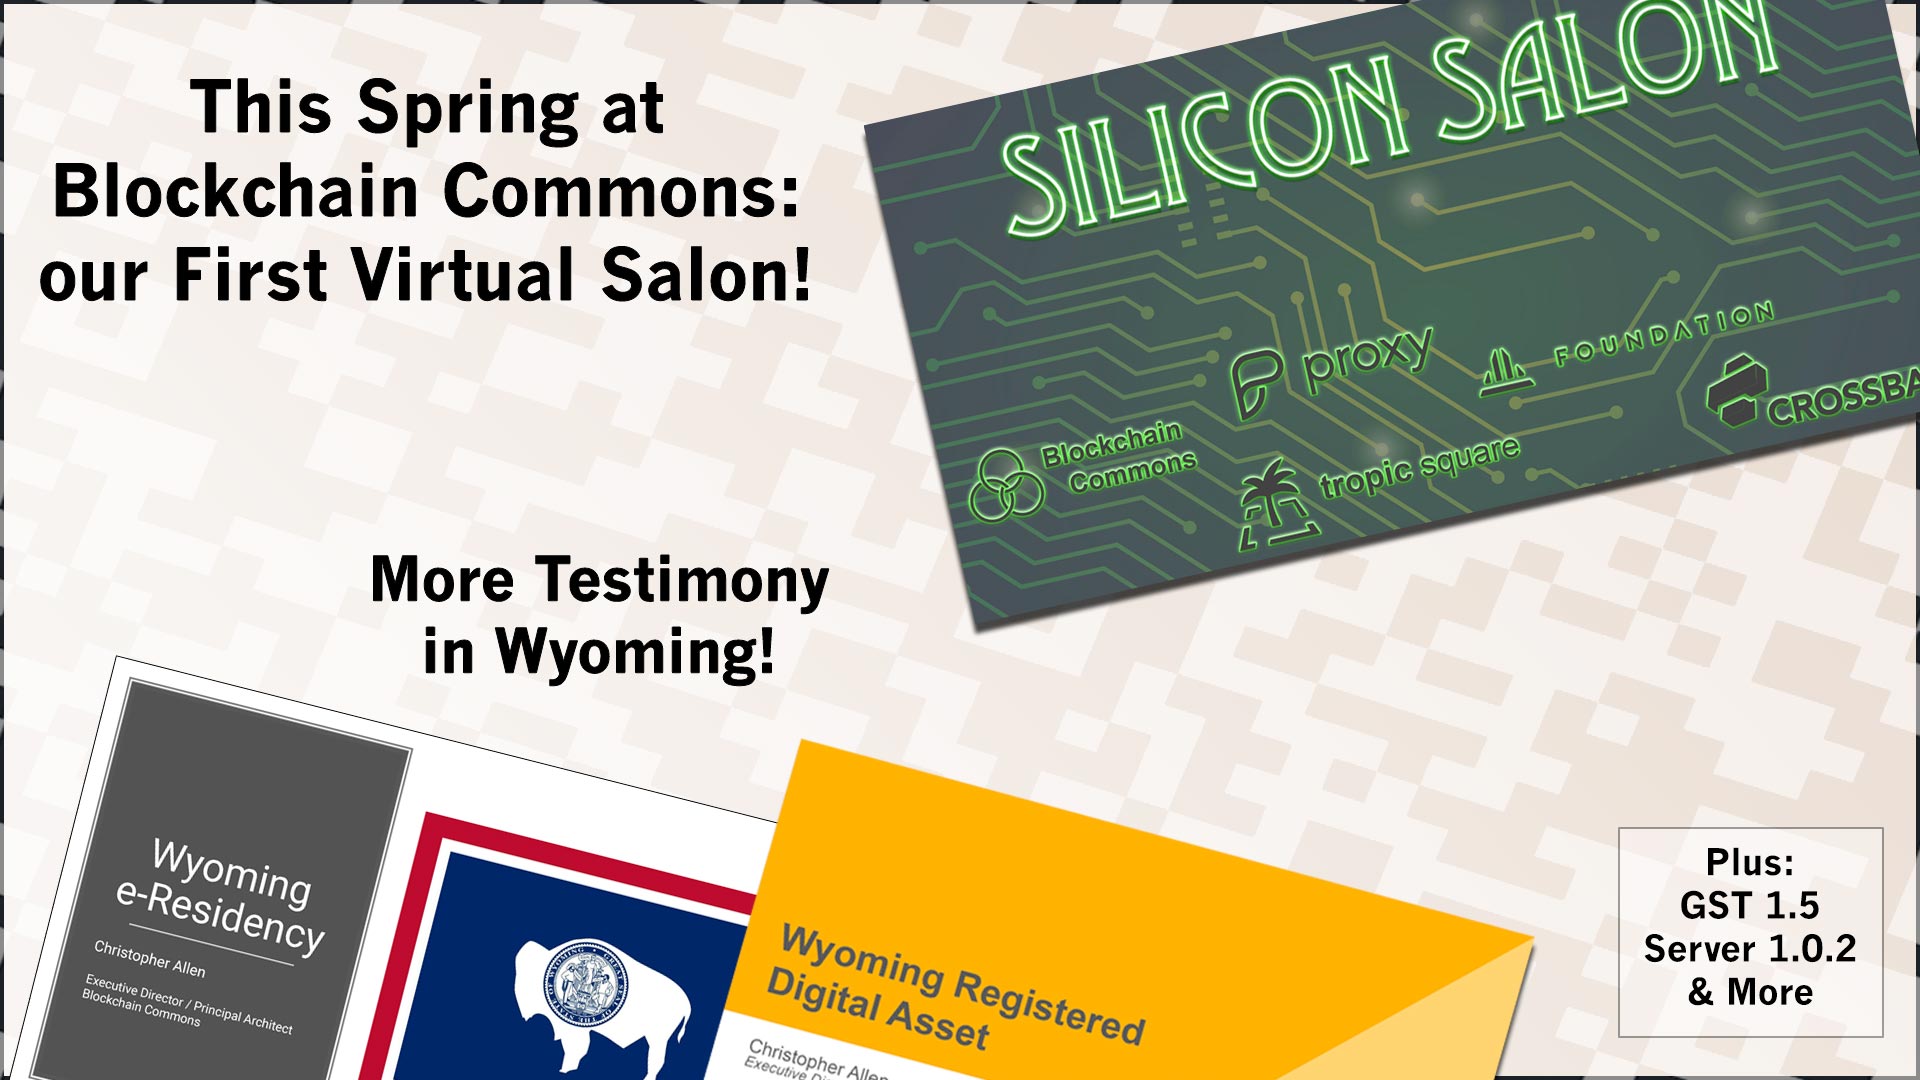 This Spring at
Blockchain Commons:
our First Virtual Salon!
SILICON SALON
proxy
FOUNDATION
CROSSBA
Blockchain
Commons
tropic square
More Testimony
in Wyoming!
Wyoming
e-Residency
Christopher Allen
Executive Director / Principal Architect
Blockchain Commons
Wyoming Registered
Digital Asset
Christopher Allen
Executive
Plus:
GST 1.5
Server 1.0.2
& More